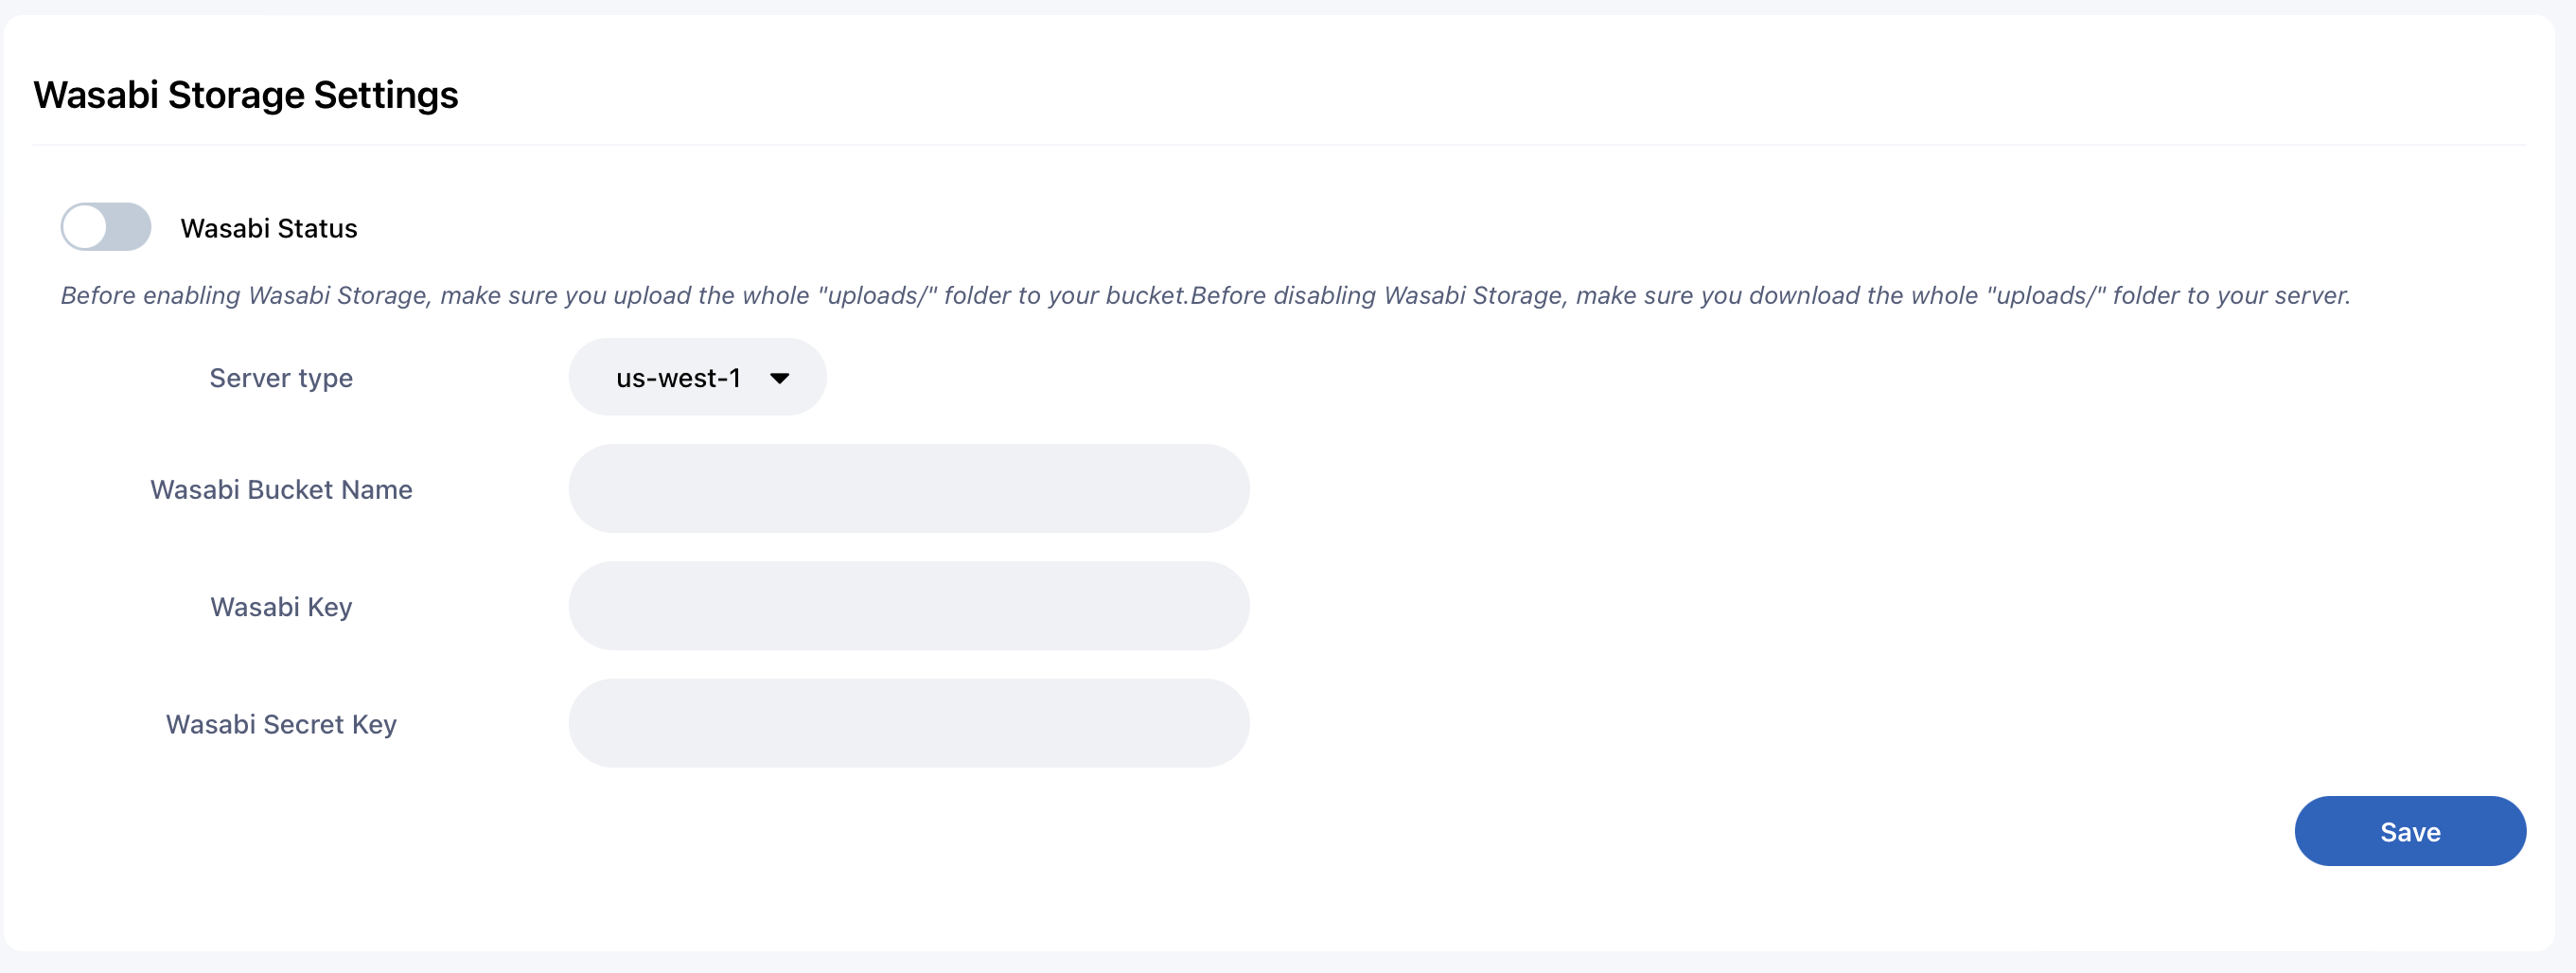 Wasabi Storage Settings
Wasabi Status
Before enabling Wasabi Storage, make sure you upload the whole "uploads/" folder to your bucket.Before disabling Wasabi Storage, make sure you download the whole "uploads/" folder to your server.
Server type
us-west-1
Wasabi Bucket Name
Wasabi Key
Wasabi Secret Key
Save